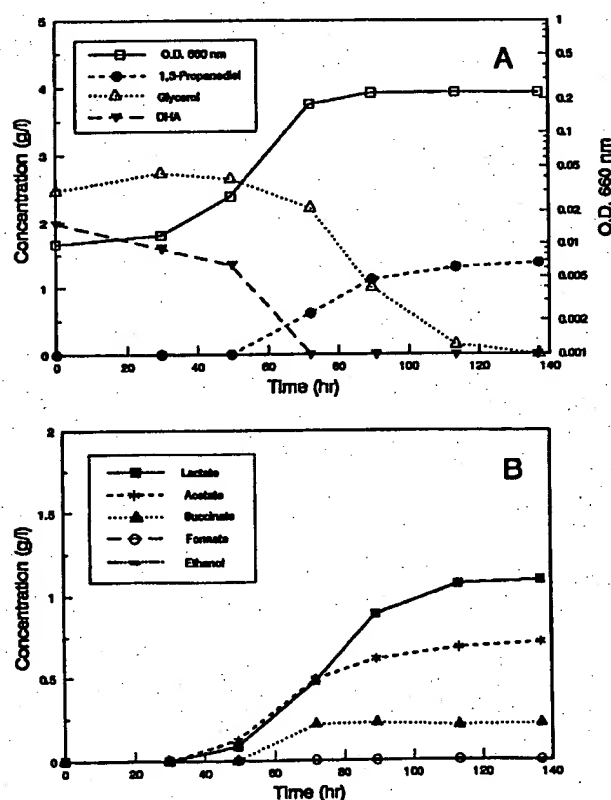 A
O.D. 660 nm
1,3-Propanediol
Glycerol
DHA
Concentration (g/l)
5
4
3
2
1
0
O.D. 660 nm
1
0.5
0.2
0.1
0.05
0.02
0.01
0.005
0.002
0.001
0 20 40 60 80 100 120 140
Time (hr)
B
Lactate
Acetate
Succinate
Formate
Ethanol
Concentration (g/l)
2
1.5
1
0.5
0
0 20 40 60 80 100 120 140
Time (hr)